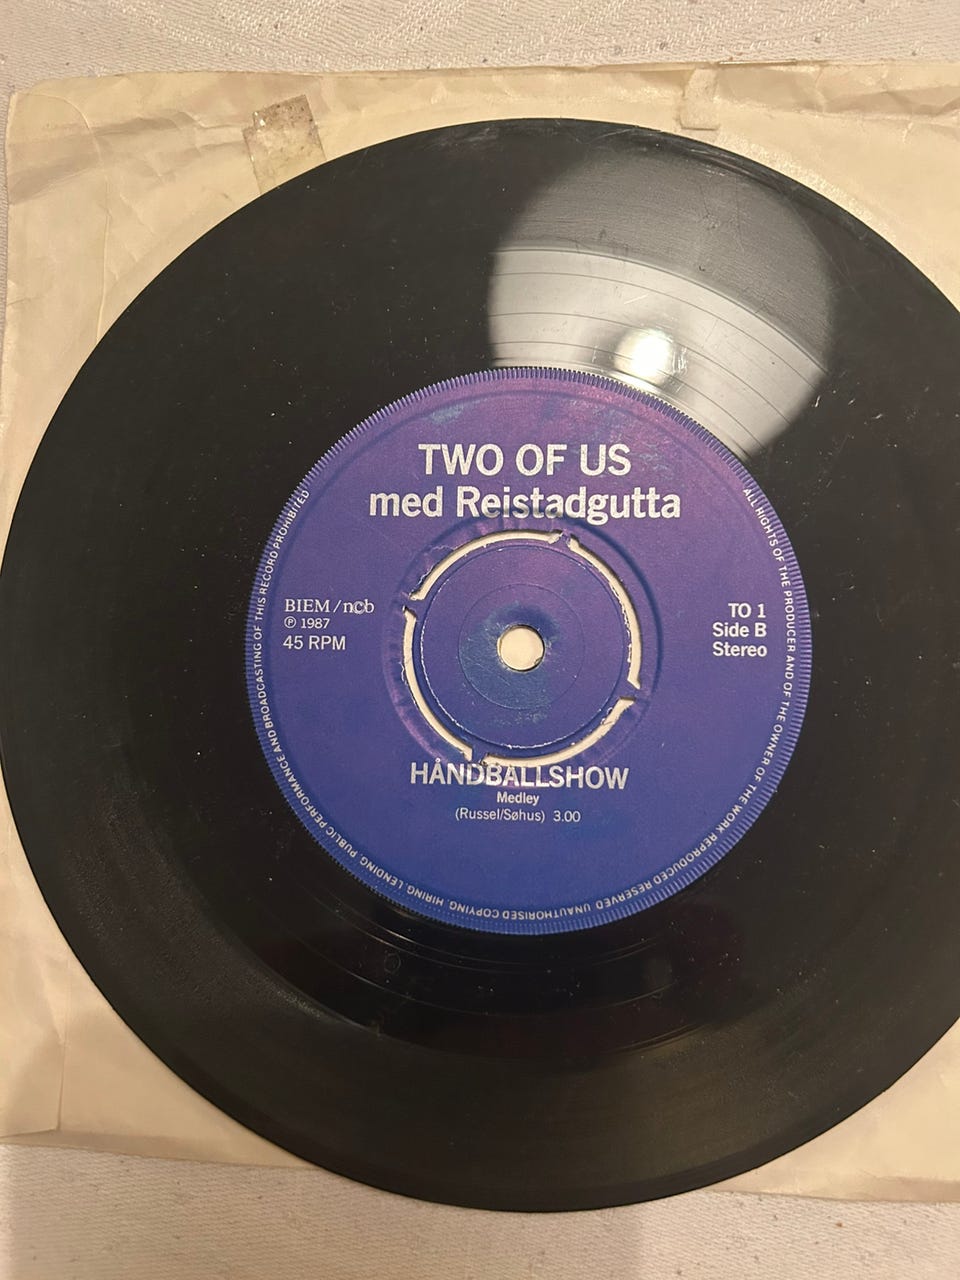 TWO OF US
med Reistadgutta
BIEM/ncb
℗ 1987
45 RPM
TO 1
Side B
Stereo
HÅNDBALLSHOW
Medley
(Russel/Søhus) 3.00
ALL RIGHTS OF THE PRODUCER AND OF THE OWNER OF THE WORK REPRODUCED RESERVED. UNAUTHORISED COPYING, HIRING, LENDING, PUBLIC PERFORMANCE AND BROADCASTING OF THIS RECORD PROHIBITED